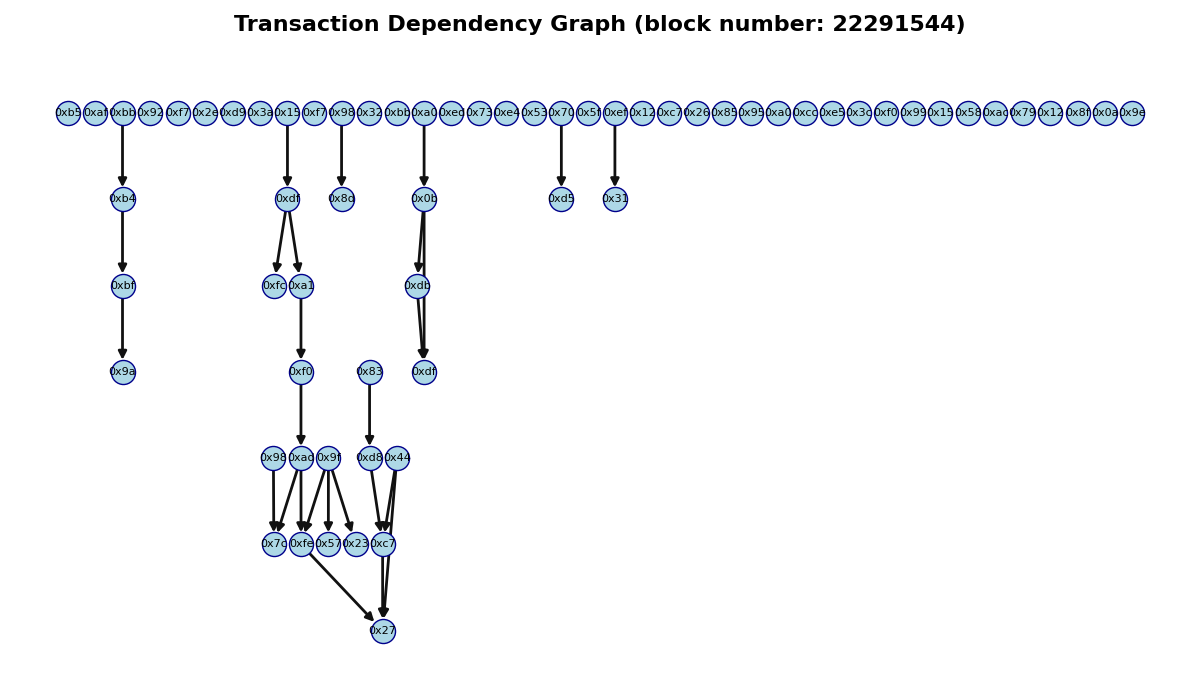 Transaction Dependency Graph (block number: 22291544)
0xb5 0xaf 0xbb 0x92 0xf7 0x2e 0xd9 0x3a 0x15 0xf7 0x98 0x32 0xbb 0xa0 0xed 0x73 0xe4 0x53 0x70 0x5f 0xef 0x12 0xc7 0x26 0x85 0x95 0xa0 0xcc 0xe5 0x3c 0xf0 0x99 0x15 0x58 0xac 0x79 0x12 0x8f 0x0a 0x9e
0xb4 0xdf 0x8d 0x0b 0xd5 0x31
0xbf 0xfc 0xa1 0xdb
0x9a 0xf0 0x83 0xdf
0x98 0xad 0x9f 0xd8 0x44
0x7c 0xfe 0x57 0x23 0xc7
0x27